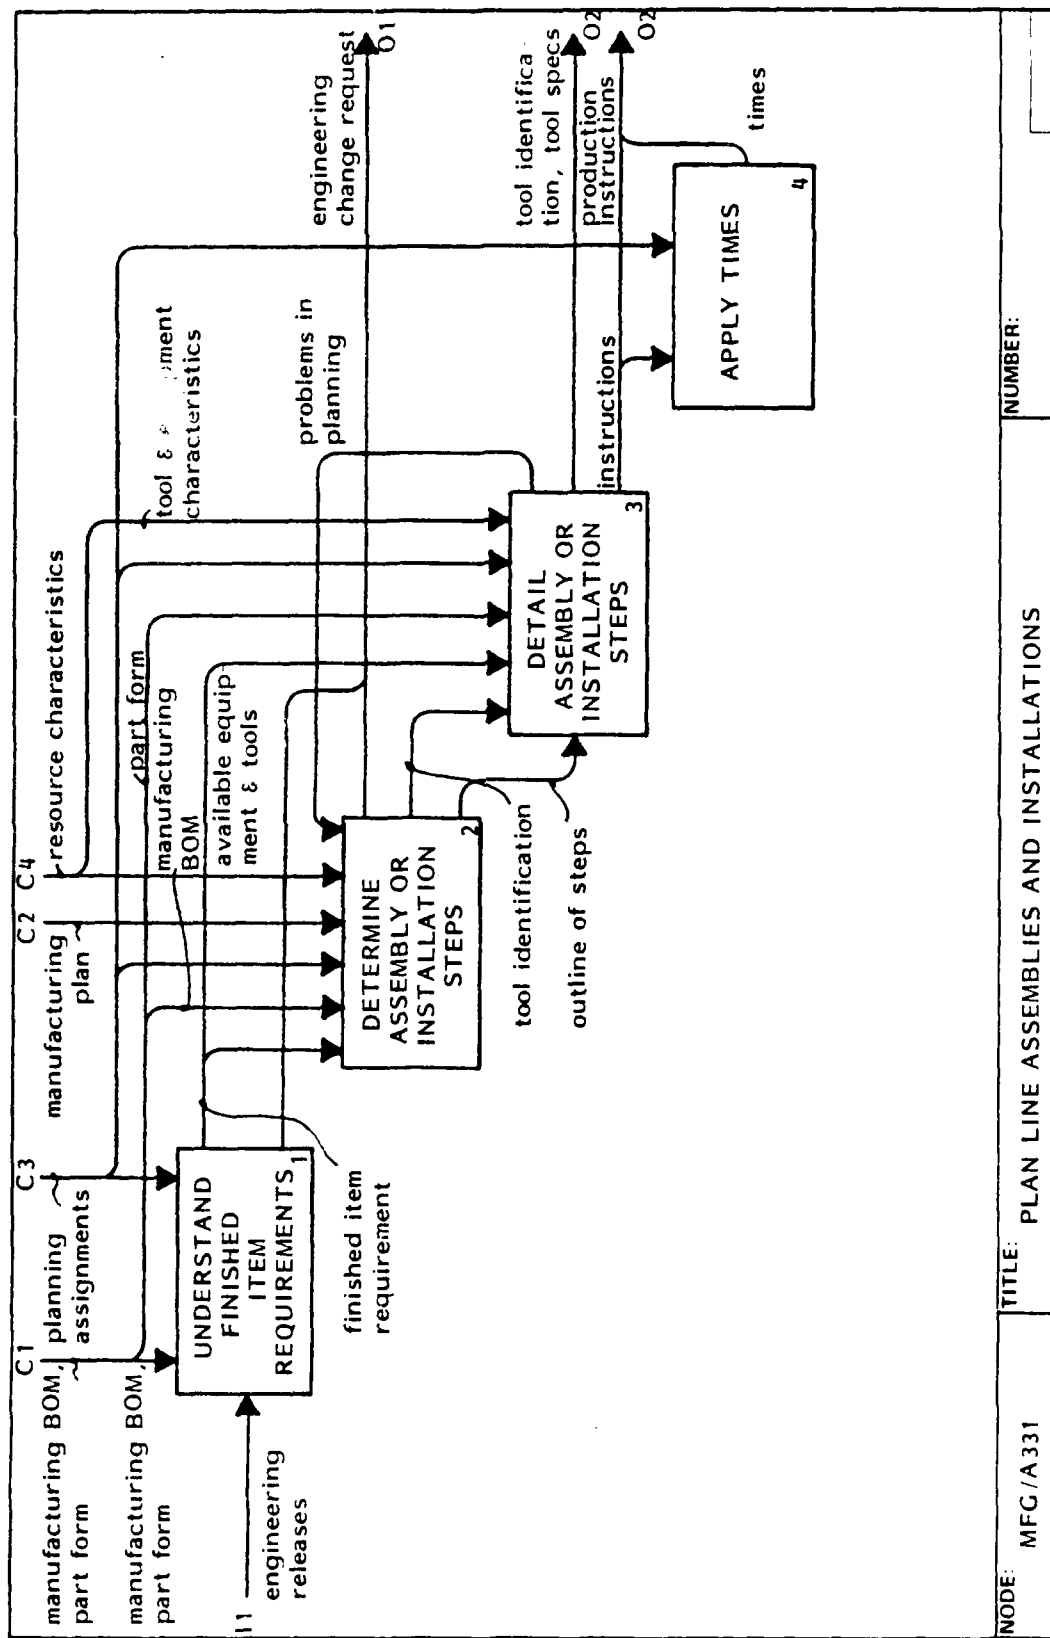 C1
C3
C2
C4
manufacturing BOM,
part form
planning
assignments
manufacturing
plan
resource characteristics
manufacturing BOM,
part form
part form
manufacturing
BOM
tool &
characteristics
available equip-
ment & tools
I1
engineering
releases
UNDERSTAND
FINISHED
ITEM
REQUIREMENTS
1
finished item
requirement
problems in
planning
engineering
change request
O1
DETERMINE
ASSEMBLY OR
INSTALLATION
STEPS
2
tool identification
outline of steps
DETAIL
ASSEMBLY OR
INSTALLATION
STEPS
3
tool identifica
tion, tool specs
O2
production
instructions
O2
instructions
APPLY TIMES
4
times
NODE:
MFG/A331
TITLE:
PLAN LINE ASSEMBLIES AND INSTALLATIONS
NUMBER: